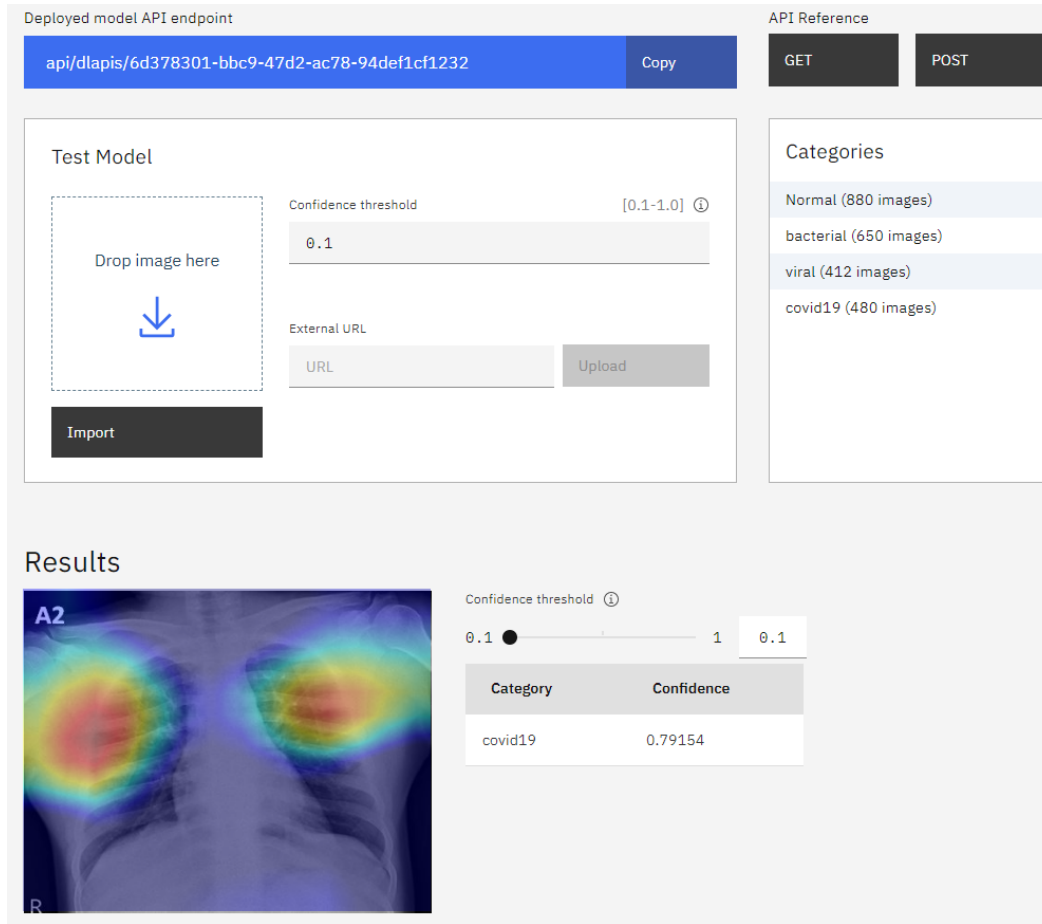 Deployed model API endpoint
api/dlapis/6d378301-bbc9-47d2-ac78-94def1cf1232
Copy
API Reference
GET
POST
Test Model
Drop image here
Import
Confidence threshold
[0.1-1.0]
0.1
External URL
URL
Upload
Categories
Normal (880 images)
bacterial (650 images)
viral (412 images)
covid19 (480 images)
Results
A2
R
Confidence threshold
0.1
1
0.1
Category Confidence
covid19 0.79154